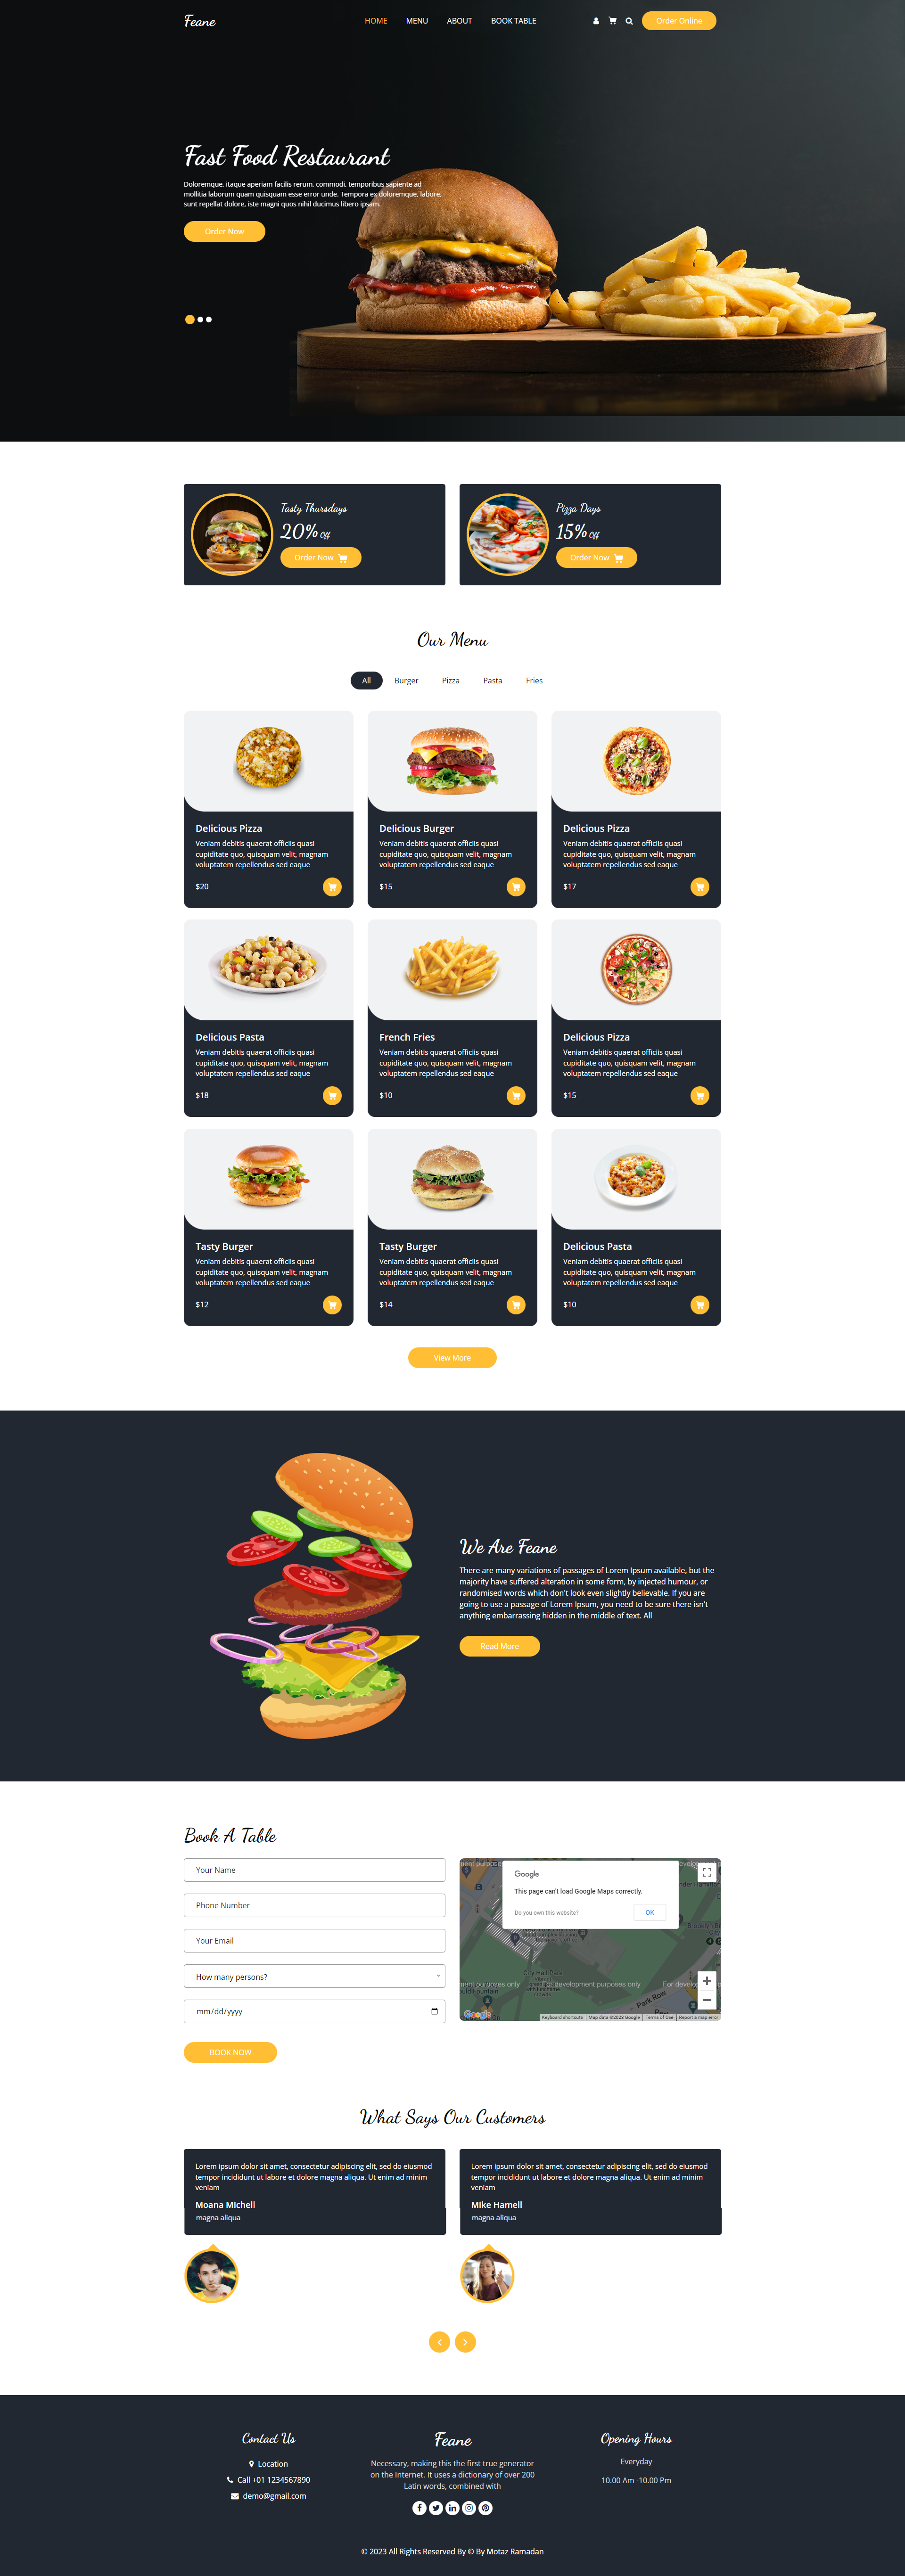 Feane
HOME MENU ABOUT BOOK TABLE
Order Online
Fast Food Restaurant
Doloremque, itaque aperiam facilis rerum, commodi, temporibus sapiente ad
mollitia laborum quam quisquam esse error unde. Tempora ex doloremque, labore,
sunt repellat dolore, iste magni quos nihil ducimus libero ipsam.
Order Now
Tasty Thursdays
20% Off
Order Now
Pizza Days
15% Off
Order Now
Our Menu
All Burger Pizza Pasta Fries
Delicious Pizza
Veniam debitis quaerat officiis quasi
cupiditate quo, quisquam velit, magnam
voluptatem repellendus sed eaque
$20
Delicious Burger
Veniam debitis quaerat officiis quasi
cupiditate quo, quisquam velit, magnam
voluptatem repellendus sed eaque
$15
Delicious Pizza
Veniam debitis quaerat officiis quasi
cupiditate quo, quisquam velit, magnam
voluptatem repellendus sed eaque
$17
Delicious Pasta
Veniam debitis quaerat officiis quasi
cupiditate quo, quisquam velit, magnam
voluptatem repellendus sed eaque
$18
French Fries
Veniam debitis quaerat officiis quasi
cupiditate quo, quisquam velit, magnam
voluptatem repellendus sed eaque
$10
Delicious Pizza
Veniam debitis quaerat officiis quasi
cupiditate quo, quisquam velit, magnam
voluptatem repellendus sed eaque
$15
Tasty Burger
Veniam debitis quaerat officiis quasi
cupiditate quo, quisquam velit, magnam
voluptatem repellendus sed eaque
$12
Tasty Burger
Veniam debitis quaerat officiis quasi
cupiditate quo, quisquam velit, magnam
voluptatem repellendus sed eaque
$14
Delicious Pasta
Veniam debitis quaerat officiis quasi
cupiditate quo, quisquam velit, magnam
voluptatem repellendus sed eaque
$10
View More
We Are Feane
There are many variations of passages of Lorem Ipsum available, but the
majority have suffered alteration in some form, by injected humour, or
randomised words which don't look even slightly believable. If you are
going to use a passage of Lorem Ipsum, you need to be sure there isn't
anything embarrassing hidden in the middle of text. All
Read More
Book A Table
Your Name
Phone Number
Your Email
How many persons?
mm/dd/yyyy
BOOK NOW
Google
This page can't load Google Maps correctly.
Do you own this website? OK
City Hall Park
ment purposes only For development purposes only For develo
Park Row
Google
Keyboard shortcuts Map data ©2023 Google Terms of Use Report a map error
What Says Our Customers
Lorem ipsum dolor sit amet, consectetur adipiscing elit, sed do eiusmod
tempor incididunt ut labore et dolore magna aliqua. Ut enim ad minim
veniam
Moana Michell
magna aliqua
Lorem ipsum dolor sit amet, consectetur adipiscing elit, sed do eiusmod
tempor incididunt ut labore et dolore magna aliqua. Ut enim ad minim
veniam
Mike Hamell
magna aliqua
Contact Us
Location
Call +01 1234567890
demo@gmail.com
Feane
Necessary, making this the first true generator
on the Internet. It uses a dictionary of over 200
Latin words, combined with
Opening Hours
Everyday
10.00 Am -10.00 Pm
© 2023 All Rights Reserved By © By Motaz Ramadan